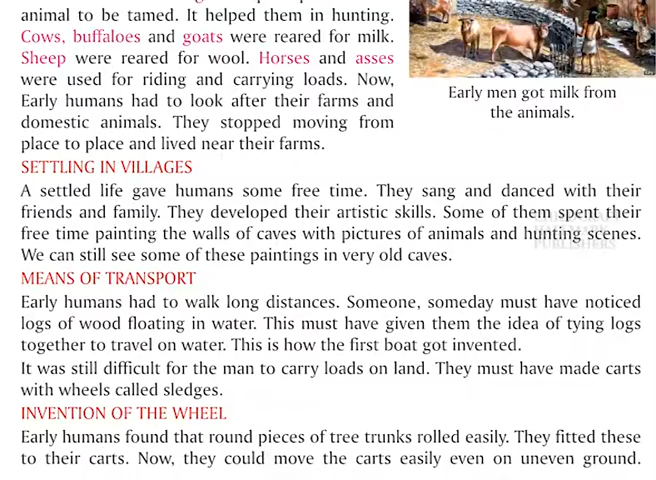 animal to be tamed. It helped them in hunting.
Cows, buffaloes and goats were reared for milk.
Sheep were reared for wool. Horses and asses
were used for riding and carrying loads. Now,
Early humans had to look after their farms and
domestic animals. They stopped moving from
place to place and lived near their farms.
Early men got milk from
the animals.
SETTLING IN VILLAGES
A settled life gave humans some free time. They sang and danced with their
friends and family. They developed their artistic skills. Some of them spent their
free time painting the walls of caves with pictures of animals and hunting scenes.
We can still see some of these paintings in very old caves.
PUBLISHERS
MEANS OF TRANSPORT
Early humans had to walk long distances. Someone, someday must have noticed
logs of wood floating in water. This must have given them the idea of tying logs
together to travel on water. This is how the first boat got invented.
It was still difficult for the man to carry loads on land. They must have made carts
with wheels called sledges.
INVENTION OF THE WHEEL
Early humans found that round pieces of tree trunks rolled easily. They fitted these
to their carts. Now, they could move the carts easily even on uneven ground.